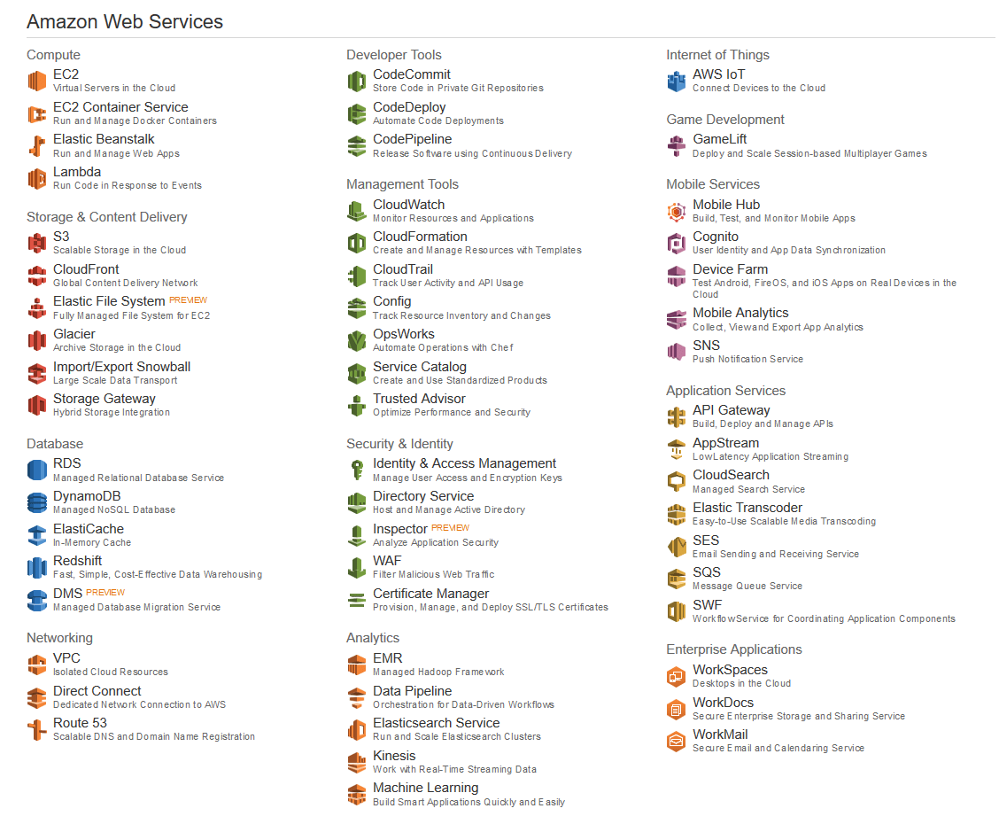 Amazon Web Services
Compute
EC2
Virtual Servers in the Cloud
EC2 Container Service
Run and Manage Docker Containers
Elastic Beanstalk
Run and Manage Web Apps
Lambda
Run Code in Response to Events
Storage & Content Delivery
S3
Scalable Storage in the Cloud
CloudFront
Global Content Delivery Network
Elastic File System PREVIEW
Fully Managed File System for EC2
Glacier
Archive Storage in the Cloud
Import/Export Snowball
Large Scale Data Transport
Storage Gateway
Hybrid Storage Integration
Database
RDS
Managed Relational Database Service
DynamoDB
Managed NoSQL Database
ElastiCache
In-Memory Cache
Redshift
Fast, Simple, Cost-Effective Data Warehousing
DMS PREVIEW
Managed Database Migration Service
Networking
VPC
Isolated Cloud Resources
Direct Connect
Dedicated Network Connection to AWS
Route 53
Scalable DNS and Domain Name Registration
Developer Tools
CodeCommit
Store Code in Private Git Repositories
CodeDeploy
Automate Code Deployments
CodePipeline
Release Software using Continuous Delivery
Management Tools
CloudWatch
Monitor Resources and Applications
CloudFormation
Create and Manage Resources with Templates
CloudTrail
Track User Activity and API Usage
Config
Track Resource Inventory and Changes
OpsWorks
Automate Operations with Chef
Service Catalog
Create and Use Standardized Products
Trusted Advisor
Optimize Performance and Security
Security & Identity
Identity & Access Management
Manage User Access and Encryption Keys
Directory Service
Host and Manage Active Directory
Inspector PREVIEW
Analyze Application Security
WAF
Filter Malicious Web Traffic
Certificate Manager
Provision, Manage, and Deploy SSL/TLS Certificates
Analytics
EMR
Managed Hadoop Framework
Data Pipeline
Orchestration for Data-Driven Workflows
Elasticsearch Service
Run and Scale Elasticsearch Clusters
Kinesis
Work with Real-Time Streaming Data
Machine Learning
Build Smart Applications Quickly and Easily
Internet of Things
AWS IoT
Connect Devices to the Cloud
Game Development
GameLift
Deploy and Scale Session-based Multiplayer Games
Mobile Services
Mobile Hub
Build, Test, and Monitor Mobile Apps
Cognito
User Identity and App Data Synchronization
Device Farm
Test Android, FireOS, and iOS Apps on Real Devices in the
Cloud
Mobile Analytics
Collect, View and Export App Analytics
SNS
Push Notification Service
Application Services
API Gateway
Build, Deploy and Manage APIs
AppStream
Low Latency Application Streaming
CloudSearch
Managed Search Service
Elastic Transcoder
Easy-to-Use Scalable Media Transcoding
SES
Email Sending and Receiving Service
SQS
Message Queue Service
SWF
Workflow Service for Coordinating Application Components
Enterprise Applications
WorkSpaces
Desktops in the Cloud
WorkDocs
Secure Enterprise Storage and Sharing Service
WorkMail
Secure Email and Calendaring Service